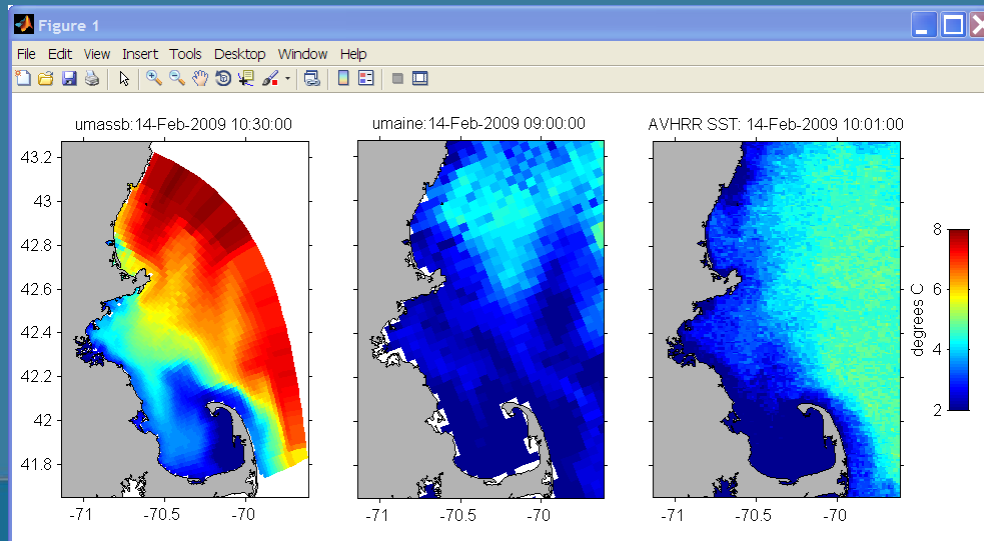 Figure 1
File Edit View Insert Tools Desktop Window Help
umassb:14-Feb-2009 10:30:00
umaine:14-Feb-2009 09:00:00
AVHRR SST: 14-Feb-2009 10:01:00
43.2
43
42.8
42.6
42.4
42.2
42
41.8
-71 -70.5 -70
-71 -70.5 -70
-71 -70.5 -70
8
6
4
2
degrees C